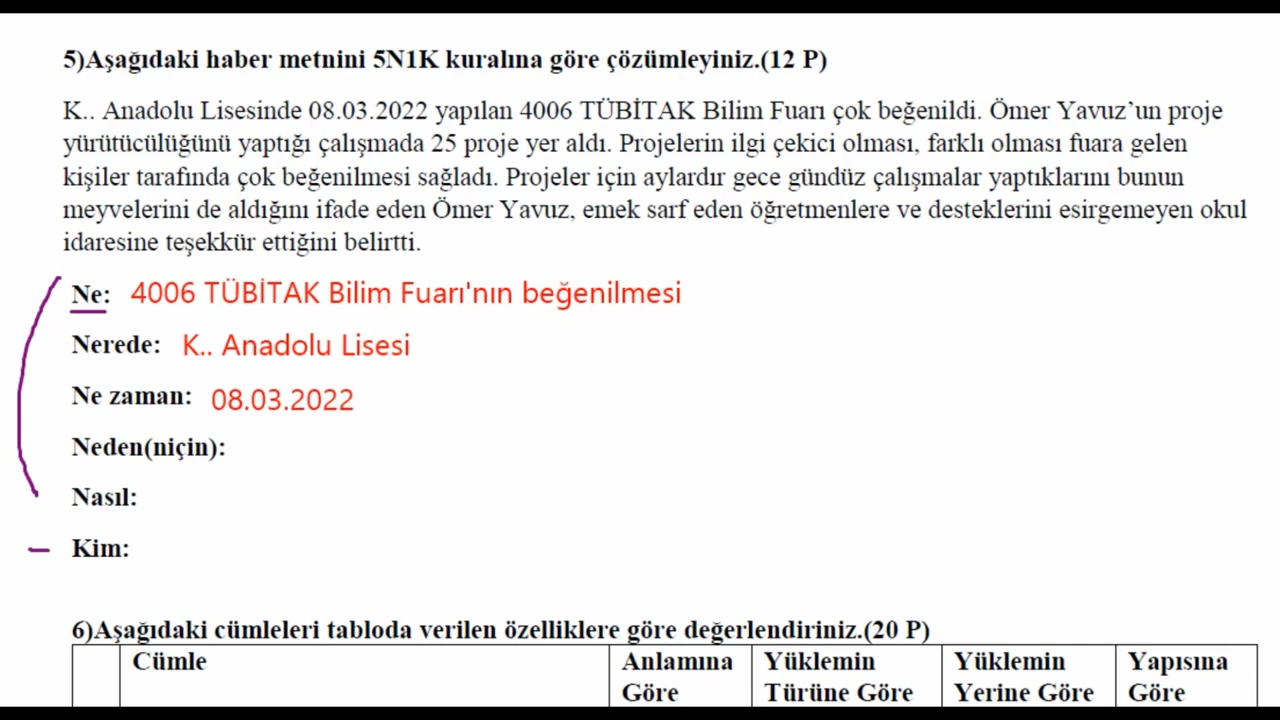 5)Aşağıdaki haber metnini 5N1K kuralına göre çözümleyiniz.(12 P)
K.. Anadolu Lisesinde 08.03.2022 yapılan 4006 TÜBİTAK Bilim Fuarı çok beğenildi. Ömer Yavuz’un proje
yürütücülüğünü yaptığı çalışmada 25 proje yer aldı. Projelerin ilgi çekici olması, farklı olması fuara gelen
kişiler tarafında çok beğenilmesi sağladı. Projeler için aylardır gece gündüz çalışmalar yaptıklarını bunun
meyvelerini de aldığını ifade eden Ömer Yavuz, emek sarf eden öğretmenlere ve desteklerini esirgemeyen okul
idaresine teşekkür ettiğini belirtti.
Ne: 4006 TÜBİTAK Bilim Fuarı'nın beğenilmesi
Nerede: K.. Anadolu Lisesi
Ne zaman: 08.03.2022
Neden(niçin):
Nasıl:
Kim:
6)Aşağıdaki cümleleri tabloda verilen özelliklere göre değerlendiriniz.(20 P)
Cümle Anlamına Yüklemin Yüklemin Yapısına
Göre Türüne Göre Yerine Göre Göre